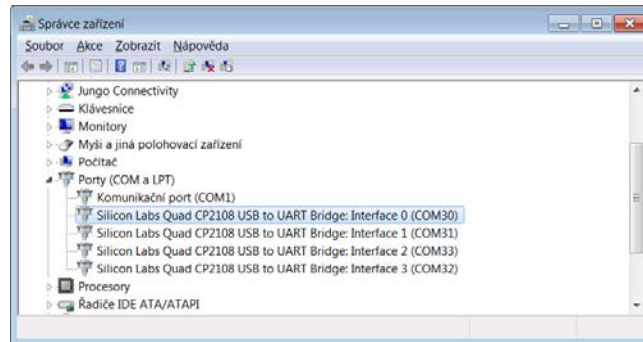 Správce zařízení
Soubor Akce Zobrazit Nápověda
Jungo Connectivity
Klávesnice
Monitory
Myši a jiná polohovací zařízení
Počítač
Porty (COM a LPT)
Komunikační port (COM1)
Silicon Labs Quad CP2108 USB to UART Bridge: Interface 0 (COM30)
Silicon Labs Quad CP2108 USB to UART Bridge: Interface 1 (COM31)
Silicon Labs Quad CP2108 USB to UART Bridge: Interface 2 (COM33)
Silicon Labs Quad CP2108 USB to UART Bridge: Interface 3 (COM32)
Procesory
Řadiče IDE ATA/ATAPI